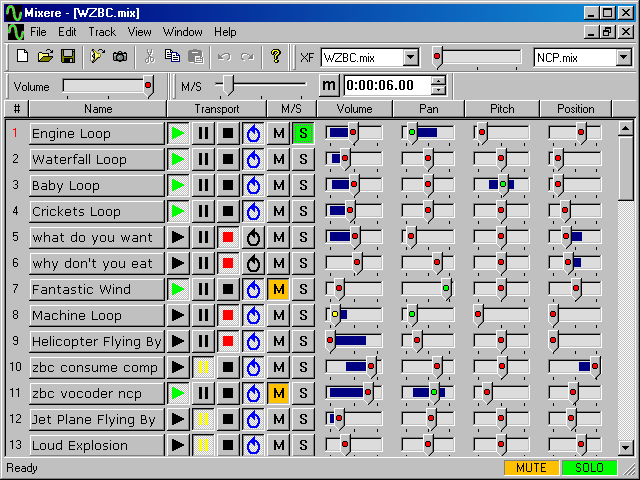 Mixere - [WZBC.mix]
File Edit Track View Window Help
XF WZBC.mix NCP.mix
Volume M/S m 0:00:06.00
# Name Transport M/S Volume Pan Pitch Position
1 Engine Loop M S
2 Waterfall Loop M S
3 Baby Loop M S
4 Crickets Loop M S
5 what do you want M S
6 why don't you eat M S
7 Fantastic Wind M S
8 Machine Loop M S
9 Helicopter Flying By M S
10 zbc consume comp M S
11 zbc vocoder ncp M S
12 Jet Plane Flying By M S
13 Loud Explosion M S
Ready MUTE SOLO